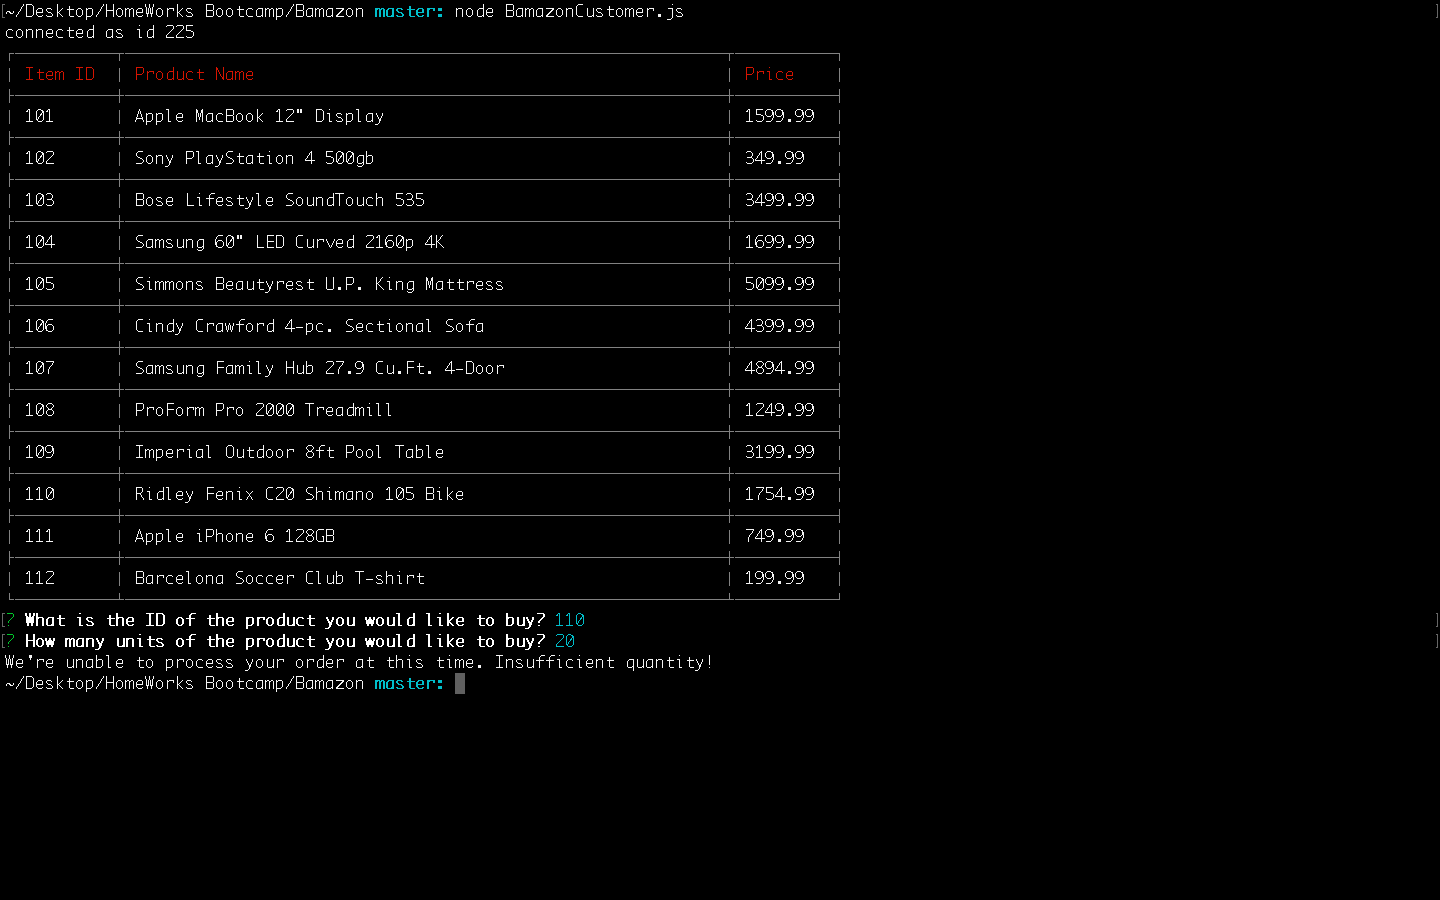 [~/Desktop/HomeWorks Bootcamp/Bamazon master: node BamazonCustomer.js ]
connected as id 225
Item ID Product Name Price
101 Apple MacBook 12" Display 1599.99
102 Sony PlayStation 4 500gb 349.99
103 Bose Lifestyle SoundTouch 535 3499.99
104 Samsung 60" LED Curved 2160p 4K 1699.99
105 Simmons Beautyrest U.P. King Mattress 5099.99
106 Cindy Crawford 4-pc. Sectional Sofa 4399.99
107 Samsung Family Hub 27.9 Cu.Ft. 4-Door 4894.99
108 ProForm Pro 2000 Treadmill 1249.99
109 Imperial Outdoor 8ft Pool Table 3199.99
110 Ridley Fenix C20 Shimano 105 Bike 1754.99
111 Apple iPhone 6 128GB 749.99
112 Barcelona Soccer Club T-shirt 199.99
[? What is the ID of the product you would like to buy? 110 ]
[? How many units of the product you would like to buy? 20 ]
We're unable to process your order at this time. Insufficient quantity!
~/Desktop/HomeWorks Bootcamp/Bamazon master: